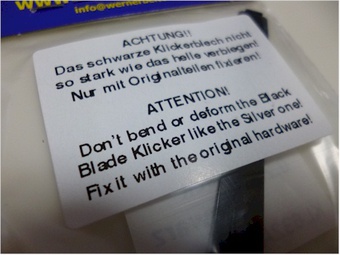 ACHTUNG!!
Das schwarze Klickerblech nicht
so stark wie das helle verbiegen!
Nur mit Originalteilen fixieren!
ATTENTION!
Don't bend or deform the Black
Blade Klicker like the Silver one!
Fix it with the original hardware!